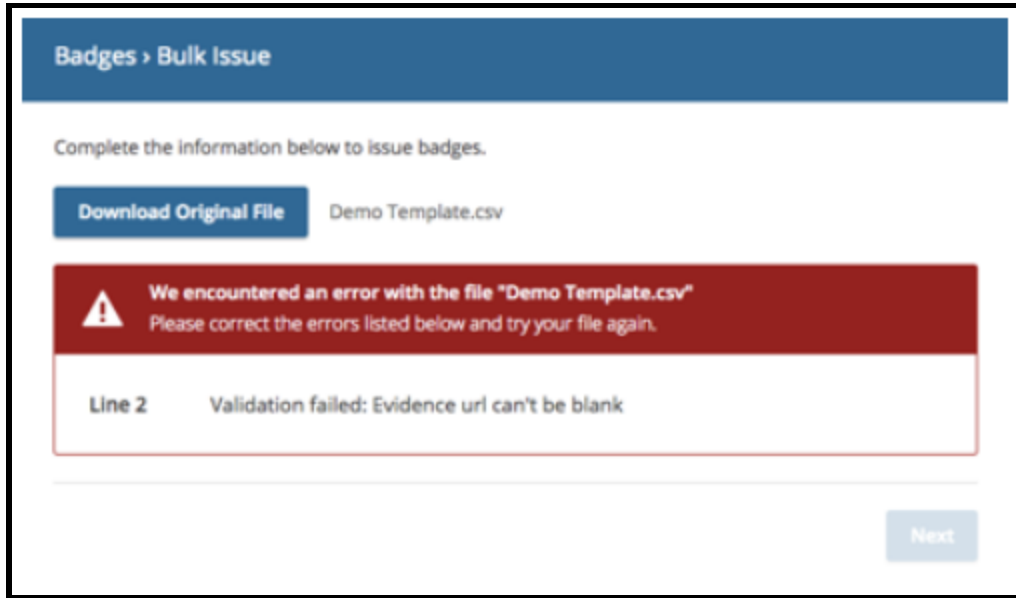 Badges › Bulk Issue
Complete the information below to issue badges.
Download Original File Demo Template.csv
We encountered an error with the file "Demo Template.csv"
Please correct the errors listed below and try your file again.
Line 2 Validation failed: Evidence url can't be blank
Next